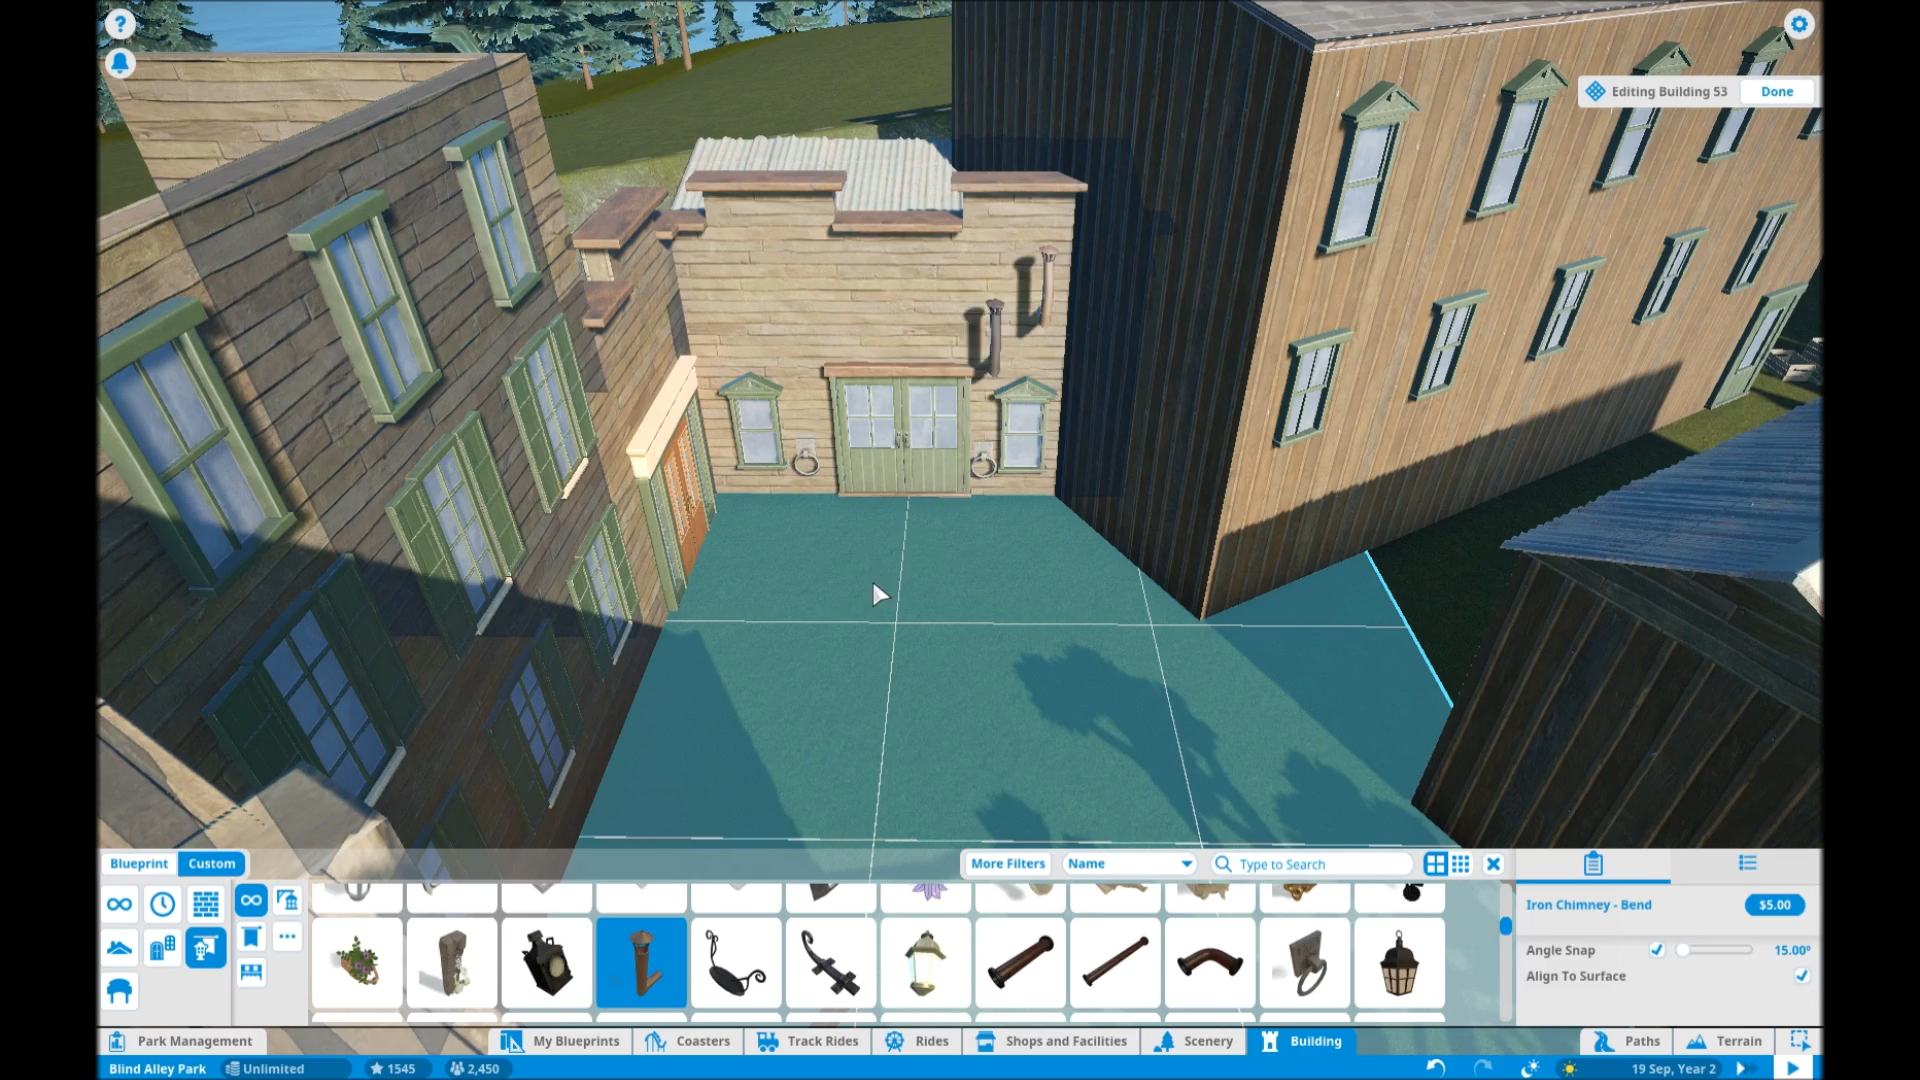 ?
Editing Building 53 Done
Blueprint Custom
More Filters Name Type to Search
Iron Chimney - Bend $5.00
Angle Snap 15.00°
Align To Surface
Park Management My Blueprints Coasters Track Rides Rides Shops and Facilities Scenery Building Paths Terrain
Blind Alley Park Unlimited 1545 2,450 19 Sep, Year 2